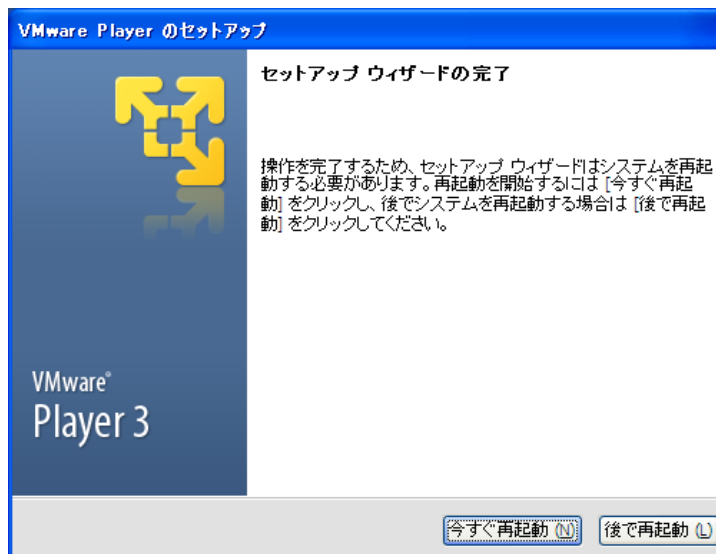 VMware Player のセットアップ
セットアップ ウィザードの完了
操作を完了するため、セットアップ ウィザードはシステムを再起
動する必要があります。再起動を開始するには [今すぐ再起
動] をクリックし、後でシステムを再起動する場合は [後で再起
動] をクリックしてください。
VMware®
Player 3
今すぐ再起動 (N)
後で再起動 (L)